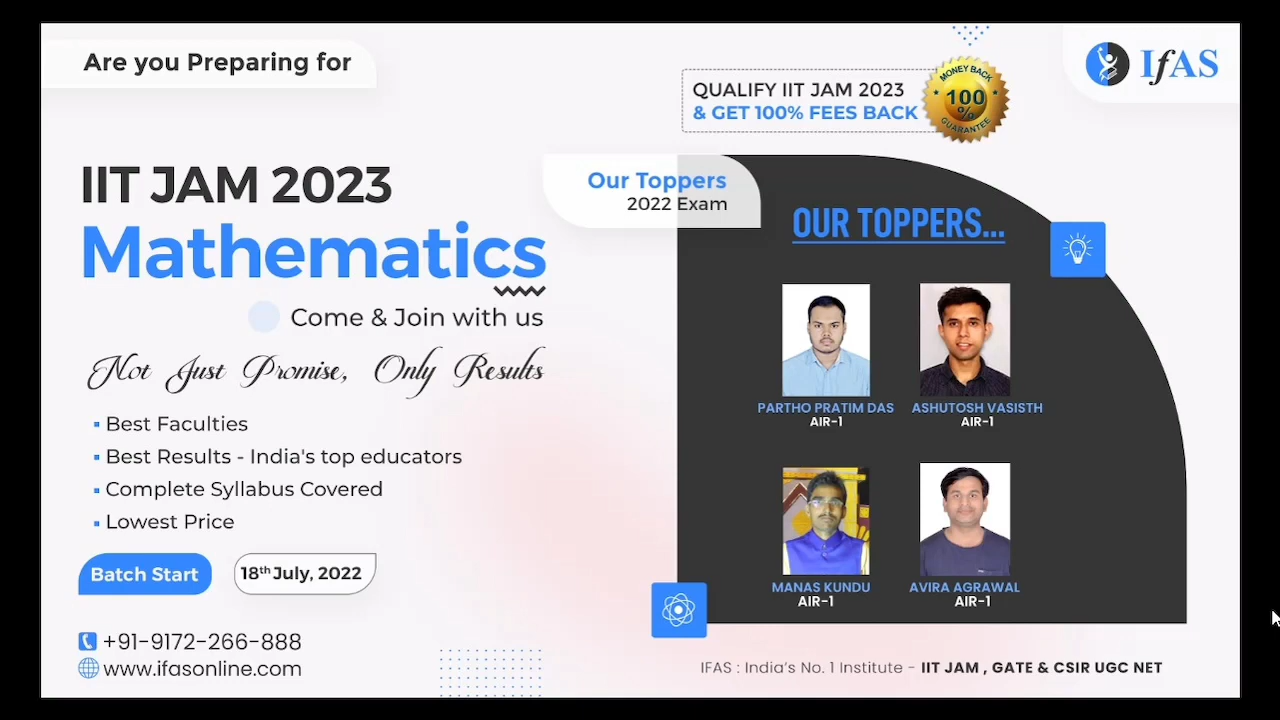 Are you Preparing for
IfAS
QUALIFY IIT JAM 2023
& GET 100% FEES BACK
MONEY BACK
100
%
GUARANTEE
IIT JAM 2023
Mathematics
Come & Join with us
Not Just Promise, Only Results
Best Faculties
Best Results - India's top educators
Complete Syllabus Covered
Lowest Price
Batch Start
18th July, 2022
+91-9172-266-888
www.ifasonline.com
Our Toppers
2022 Exam
OUR TOPPERS...
PARTHO PRATIM DAS
AIR-1
ASHUTOSH VASISTH
AIR-1
MANAS KUNDU
AIR-1
AVIRA AGRAWAL
AIR-1
IFAS : India's No. 1 Institute - IIT JAM , GATE & CSIR UGC NET